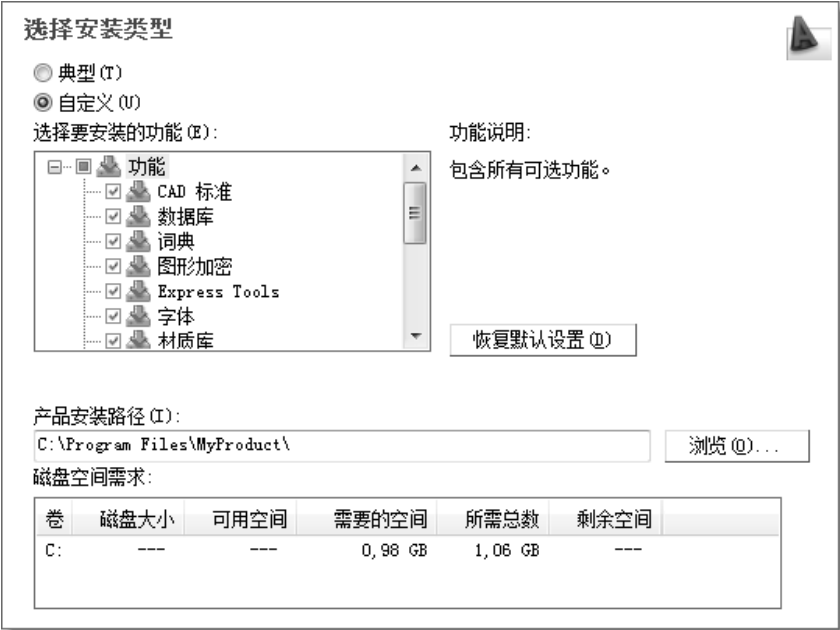 选择安装类型
典型(T)
自定义(U)
选择要安装的功能(E):
功能说明:
功能
包含所有可选功能。
CAD 标准
数据库
词典
图形加密
Express Tools
字体
材质库
恢复默认设置(D)
产品安装路径(I):
C:\Program Files\MyProduct\
浏览(O)...
磁盘空间需求:
卷 磁盘大小 可用空间 需要的空间 所需总数 剩余空间
C: --- --- 0,98 GB 1,06 GB ---